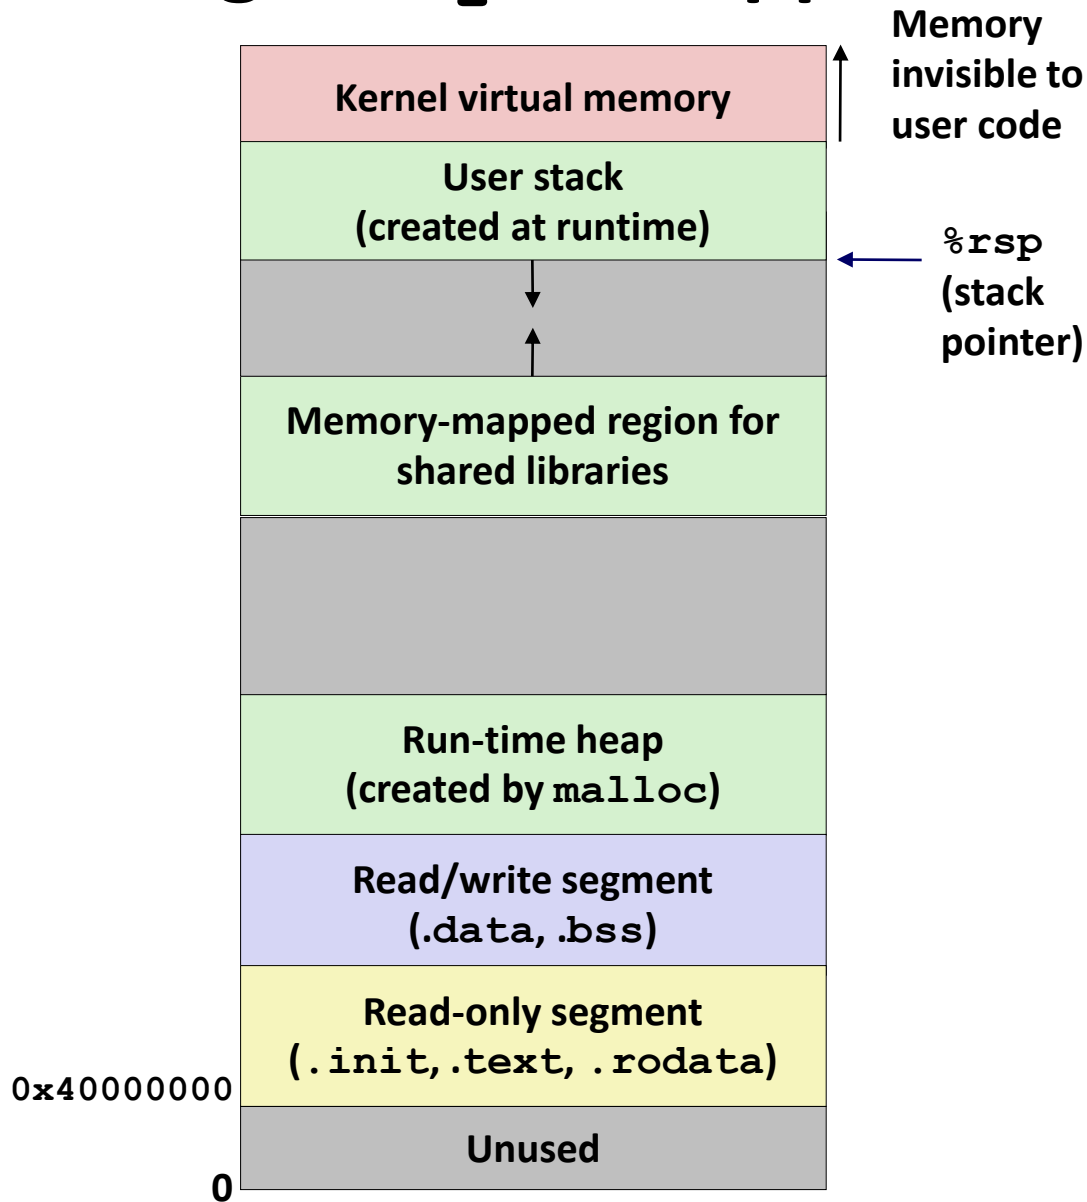 Memory
invisible to
user code
Kernel virtual memory
User stack
(created at runtime)
%rsp
(stack
pointer)
Memory-mapped region for
shared libraries
Run-time heap
(created by malloc)
Read/write segment
(.data, .bss)
Read-only segment
(.init, .text, .rodata)
0x40000000
Unused
0